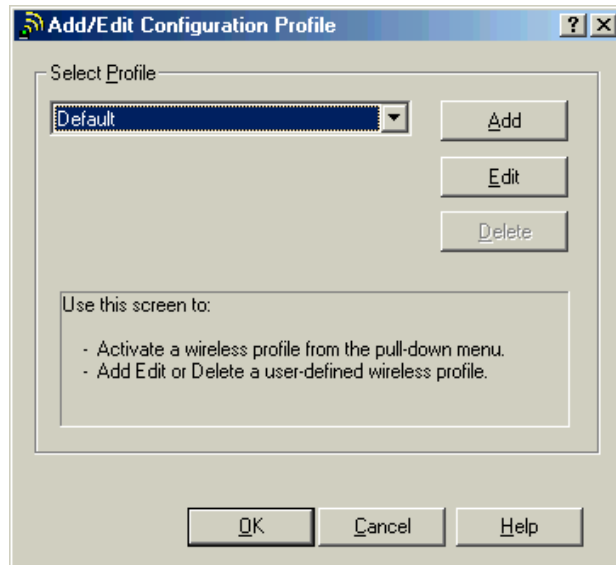 Add/Edit Configuration Profile
Select Profile
Default
Add
Edit
Delete
Use this screen to:
- Activate a wireless profile from the pull-down menu.
- Add Edit or Delete a user-defined wireless profile.
OK
Cancel
Help